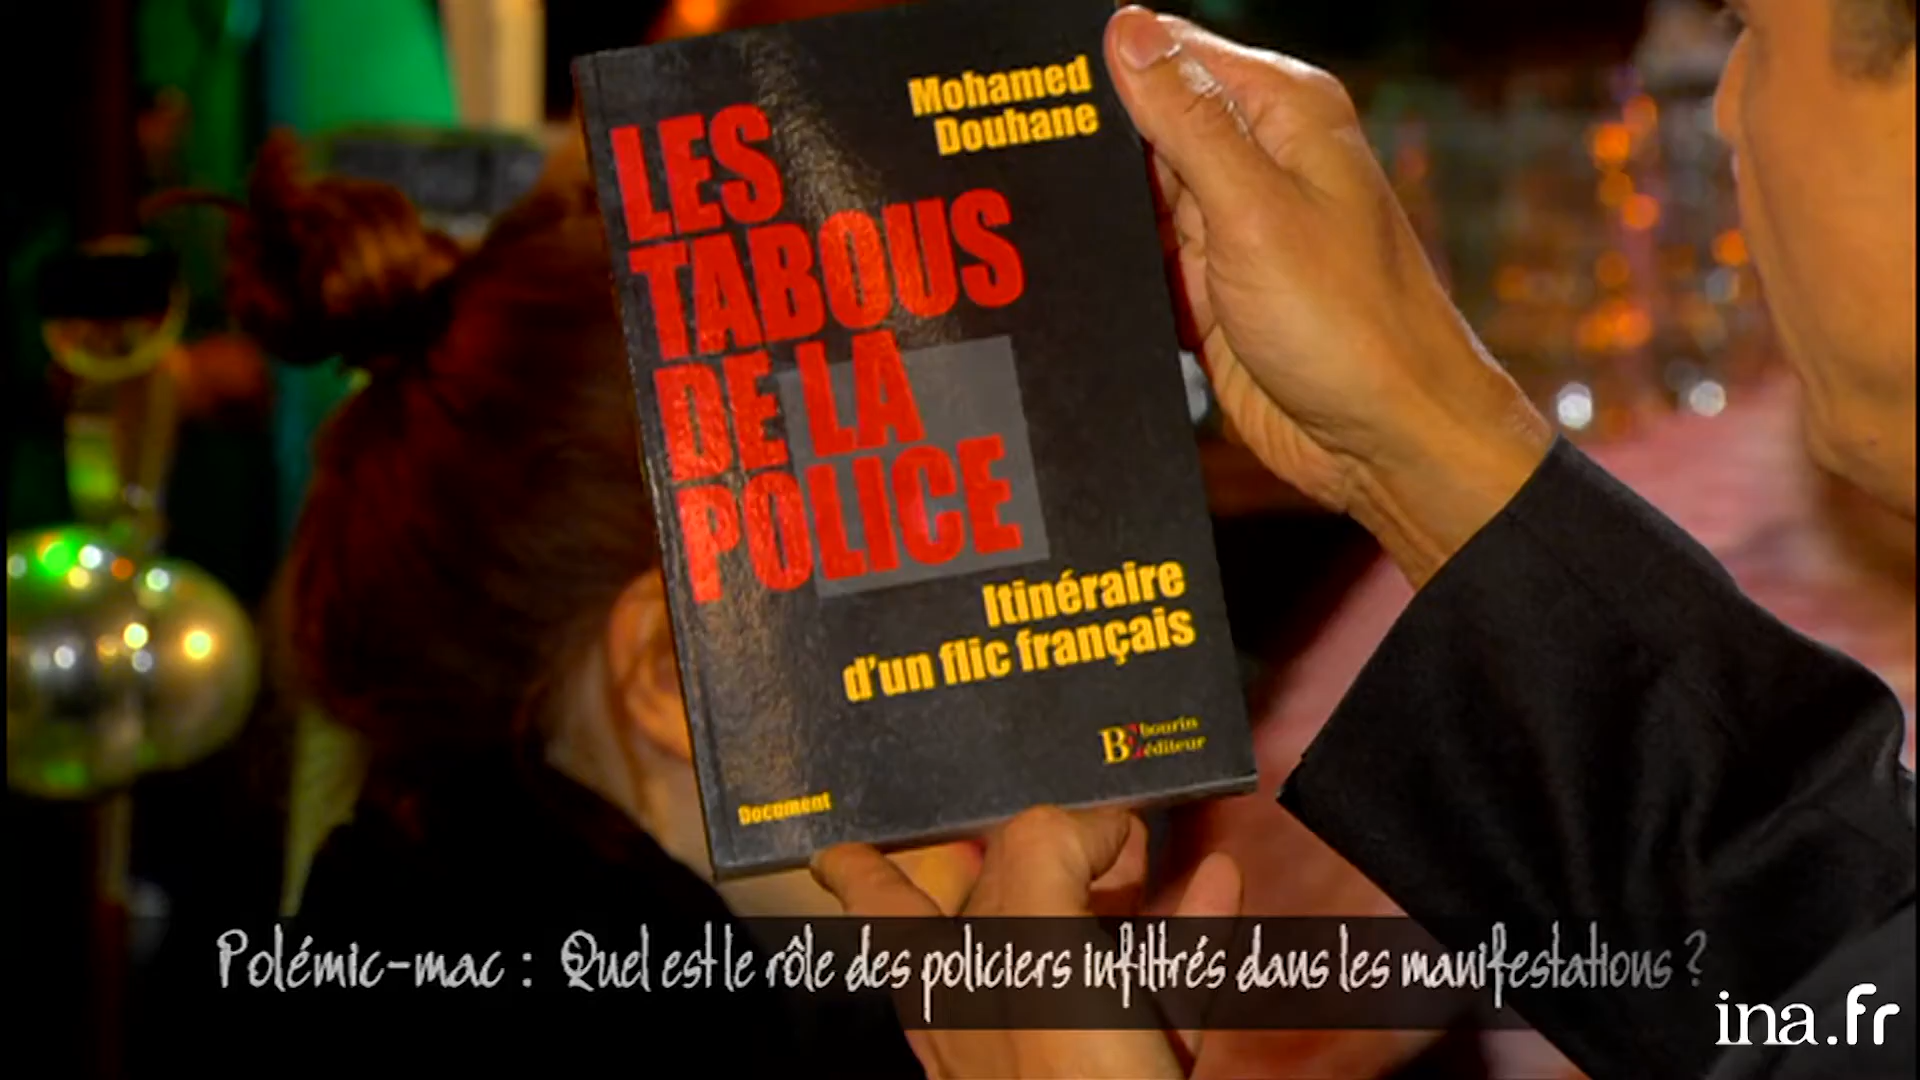 Mohamed
Douhane
LES
TABOUS
DE LA
POLICE
Itinéraire
d'un flic français
B bourin
éditeur
Document
Polémic-mac : Quel est le rôle des policiers infiltrés dans les manifestations ?
ina.fr